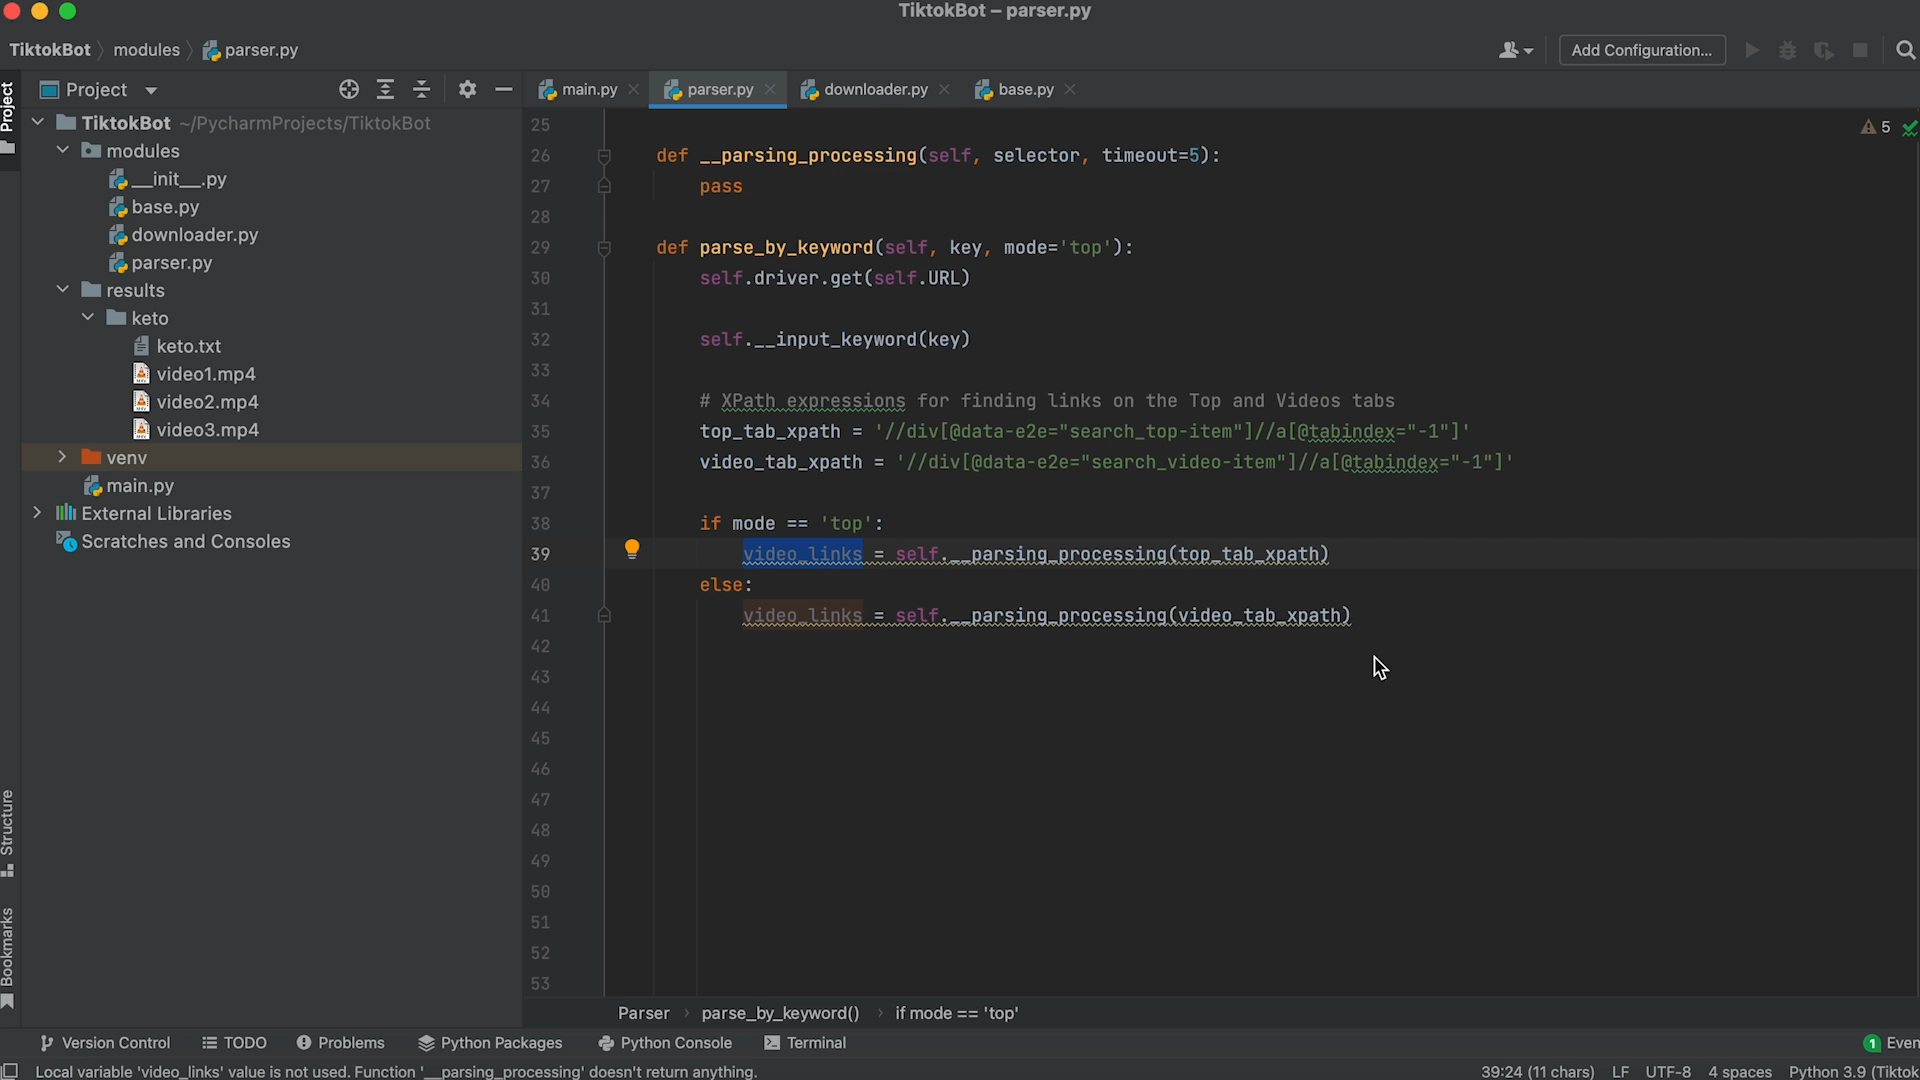 TiktokBot – parser.py
TiktokBot modules parser.py Add Configuration...
Project
Project
main.py parser.py downloader.py base.py
TiktokBot ~/PycharmProjects/TiktokBot
modules
__init__.py
base.py
downloader.py
parser.py
results
keto
keto.txt
video1.mp4
video2.mp4
video3.mp4
venv
main.py
External Libraries
Scratches and Consoles
Structure
Bookmarks
5
25
26 def __parsing_processing(self, selector, timeout=5):
27 pass
28
29 def parse_by_keyword(self, key, mode='top'):
30 self.driver.get(self.URL)
31
32 self.__input_keyword(key)
33
34 # XPath expressions for finding links on the Top and Videos tabs
35 top_tab_xpath = '//div[@data-e2e="search_top-item"]//a[@tabindex="-1"]'
36 video_tab_xpath = '//div[@data-e2e="search_video-item"]//a[@tabindex="-1"]'
37
38 if mode == 'top':
39 video_links = self.__parsing_processing(top_tab_xpath)
40 else:
41 video_links = self.__parsing_processing(video_tab_xpath)
42
43
44
45
46
47
48
49
50
51
52
53
Parser parse_by_keyword() if mode == 'top'
Version Control TODO Problems Python Packages Python Console Terminal 1 Even
Local variable 'video_links' value is not used. Function '__parsing_processing' doesn't return anything. 39:24 (11 chars) LF UTF-8 4 spaces Python 3.9 (Tiktok